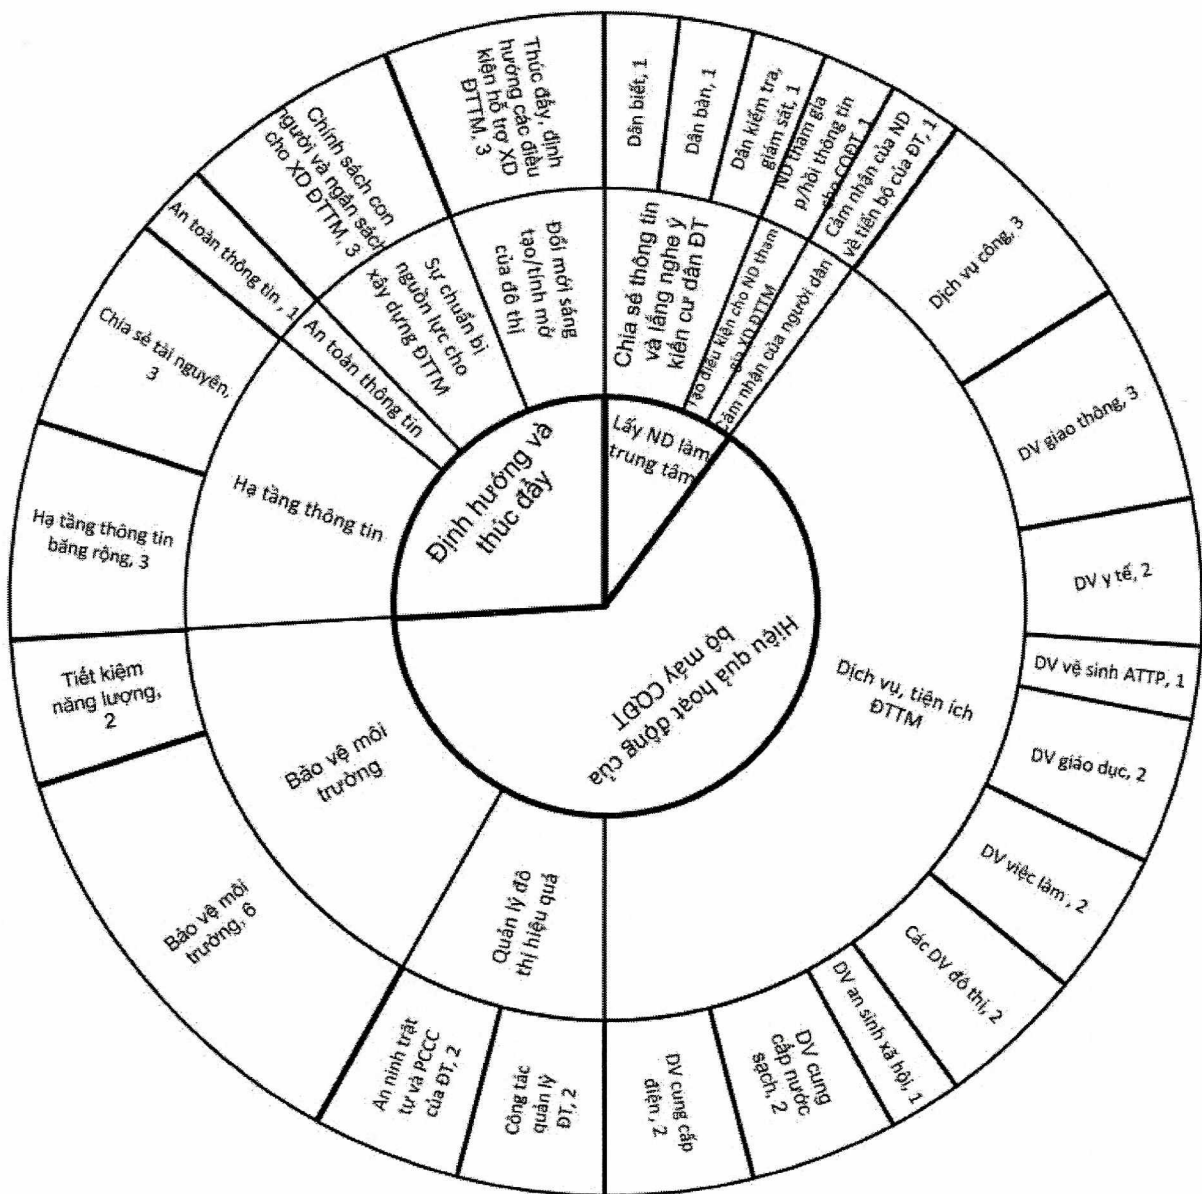 Dân biết, 1
Dân bàn, 1
Dân kiểm tra,
giám sát, 1
ND tham gia
p/hồi thông tin
cho CQĐT, 1
Cảm nhận của ND
về tiến bộ của ĐT, 1
Dịch vụ công, 3
DV giao thông, 3
DV y tế, 2
DV vệ sinh ATTP, 1
DV giáo dục, 2
DV việc làm , 2
Các DV đô thị, 2
DV an sinh xã hội, 1
DV cung
cấp nước
sạch, 2
DV cung cấp
điện , 2
Công tác
quản lý
ĐT, 2
An ninh trật
tự và PCCC
của ĐT, 2
Bảo vệ môi
trường, 6
Tiết kiệm
năng lượng,
2
Hạ tầng thông tin
băng rộng, 3
Chia sẻ tài nguyên,
3
An toàn thông tin , 1
Chính sách con
người và ngân sách
cho XD ĐTTM, 3
Thúc đẩy, định
hướng các điều
kiện hỗ trợ XD
ĐTTM, 3
Chia sẻ thông tin
và lắng nghe ý
kiến cư dân ĐT
Tạo điều kiện cho ND tham
gia XD ĐTTM
Cảm nhận của người dân
Dịch vụ, tiện ích
ĐTTM
Quản lý đô
thị hiệu quả
Bảo vệ môi
trường
Hạ tầng thông tin
An toàn thông tin
Sự chuẩn bị
nguồn lực cho
xây dựng ĐTTM
Đổi mới sáng
tạo/tính mở
của đô thị
Lấy ND làm
trung tâm
Hiệu quả hoạt động của
bộ máy CQĐT
Định hướng và
thúc đẩy